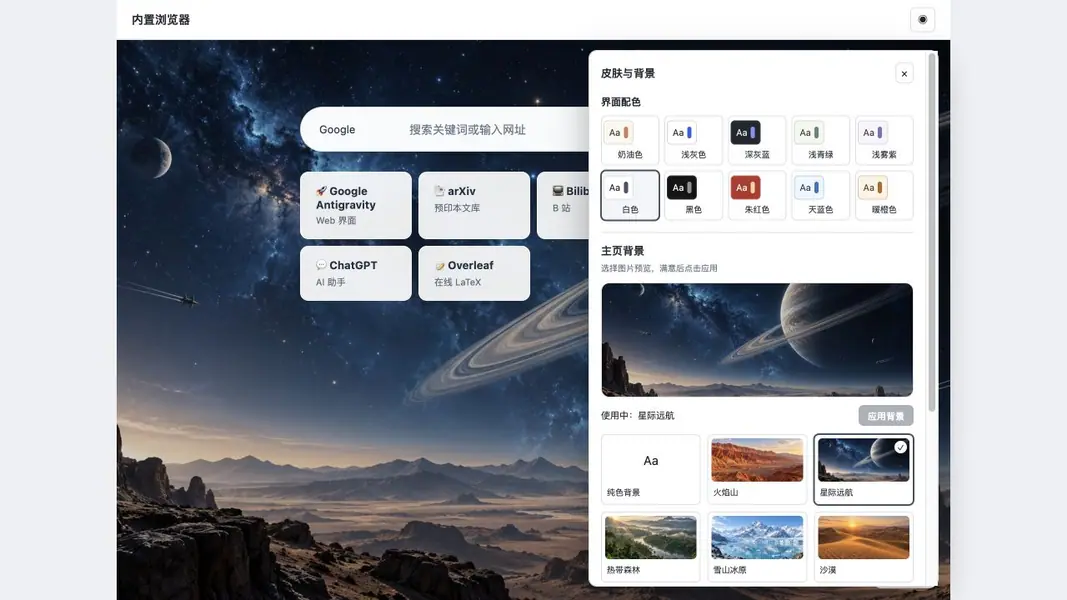 内置浏览器
Google
搜索关键词或输入网址
🚀 Google
Antigravity
Web 界面
arXiv
预印本文库
Bilib
B 站
💬 ChatGPT
AI 助手
Overleaf
在线 LaTeX
皮肤与背景
×
界面配色
Aa
Aa
Aa
Aa
Aa
奶油色
浅灰色
深灰蓝
浅青绿
浅雾紫
Aa
Aa
Aa
Aa
Aa
白色
黑色
朱红色
天蓝色
暖橙色
主页背景
选择图片预览，满意后点击应用
使用中：星际远航
应用背景
Aa
纯色背景
火焰山
星际远航
热带森林
雪山冰原
沙漠